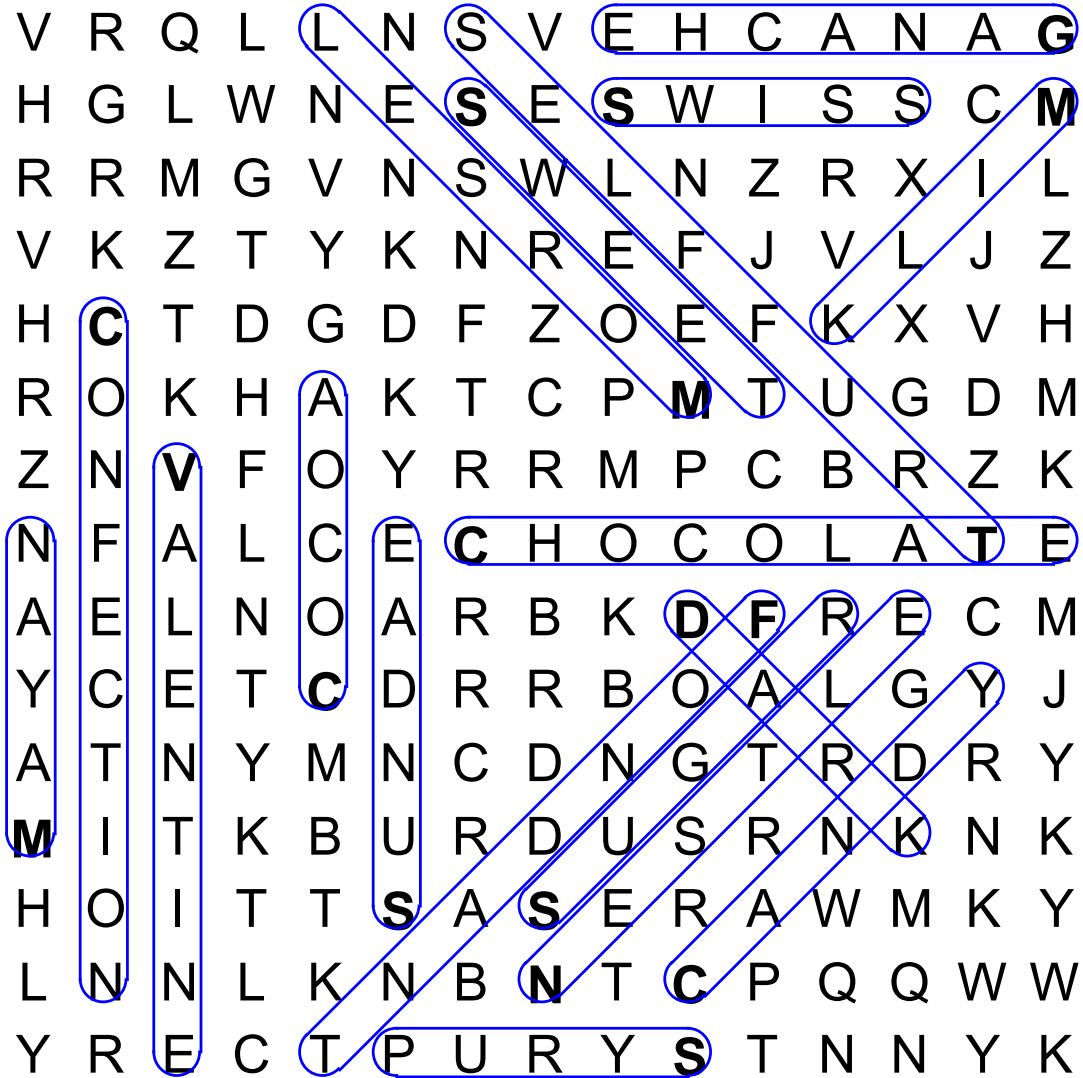 V R Q L L N S V E H C A N A G
H G L W N E S E S W I S S C M
R R M G V N S W L N Z R X I L
V K Z T Y K N R E F J V L J Z
H C T D G D F Z O E F K X V H
R O K H A K T C P M T U G D M
Z N V F O Y R R M P C B R Z K
N F A L C E C H O C O L A T E
A E L N O A R B K D F R E C M
Y C E T C D R R B O A L G Y J
A T N Y M N C D N G T R D R Y
M I T K B U R D U S R N K N K
H O I T T S A S E R A W M K Y
L N N L K N B N T C P Q Q W W
Y R E C T P U R Y S T N N Y K